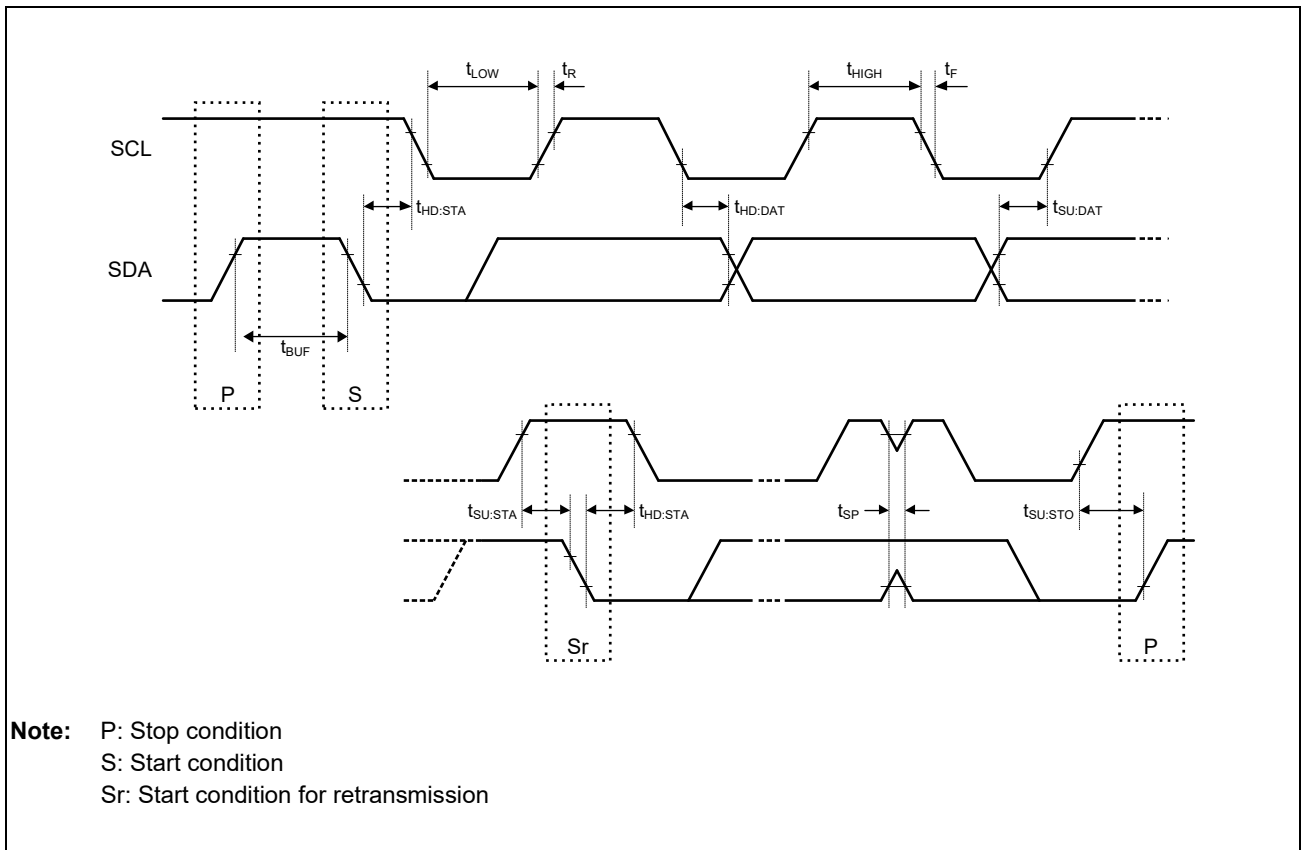 tLOW tR tHIGH tF
SCL
tHD:STA tHD:DAT tSU:DAT
SDA
tBUF
P S
tSU:STA tHD:STA tSP tSU:STO
Sr P
Note: P: Stop condition
S: Start condition
Sr: Start condition for retransmission